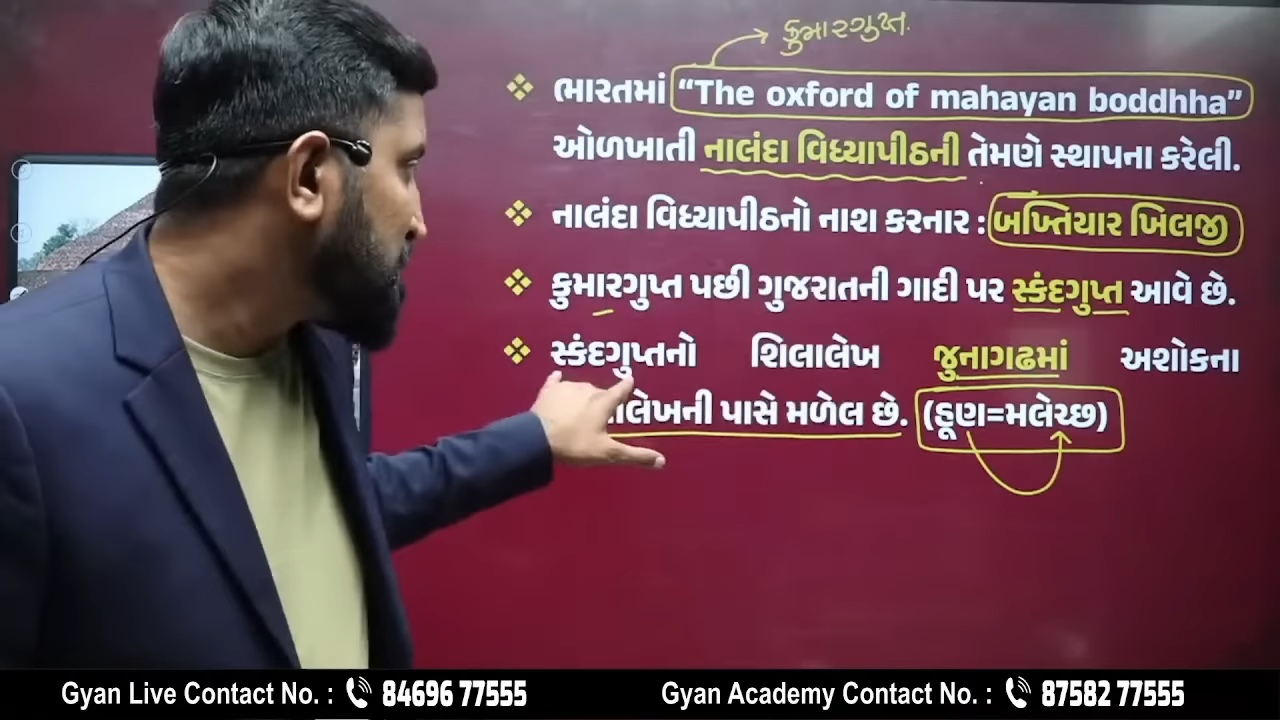 કુમારગુપ્ત.
❖ ભારતમાં “The oxford of mahayan boddhha”
ઓળખાતી નાલંદા વિધ્યાપીઠની તેમણે સ્થાપના કરેલી.
❖ નાલંદા વિધ્યાપીઠનો નાશ કરનાર : બખ્તિયાર ખિલજી
❖ કુમારગુપ્ત પછી ગુજરાતની ગાદી પર સ્કંદગુપ્ત આવે છે.
❖ સ્કંદગુપ્તનો શિલાલેખ જુનાગઢમાં અશોકના
પાસે મળેલ છે. (હૂણ=મલેચ્છ)
Gyan Live Contact No. : 84696 77555 Gyan Academy Contact No. : 87582 77555